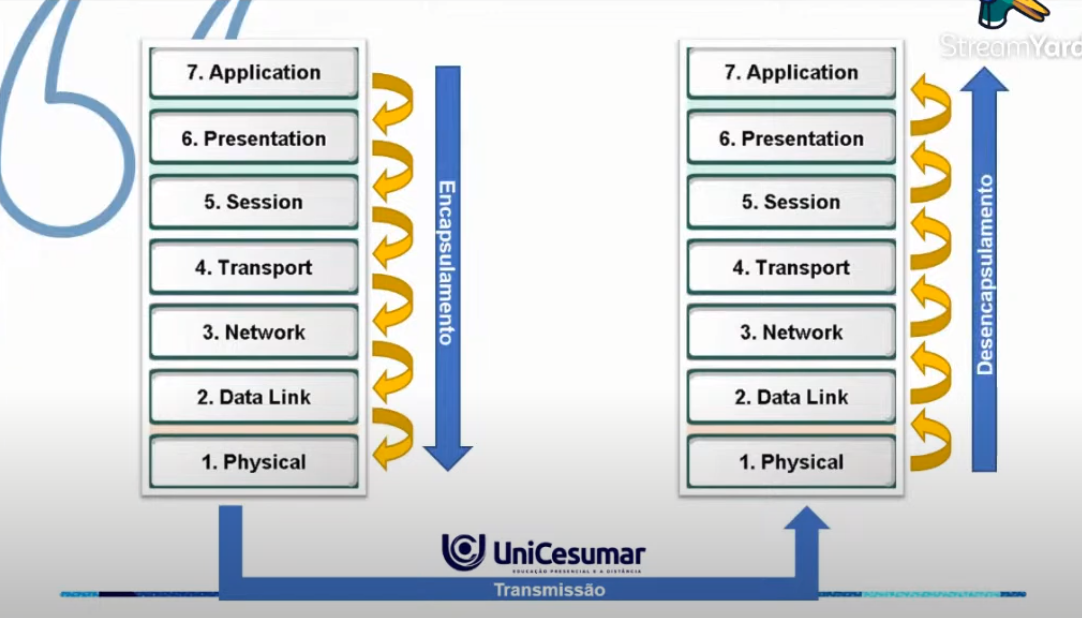 StreamYard
7. Application
6. Presentation
5. Session
4. Transport
3. Network
2. Data Link
1. Physical
Encapsulamento
7. Application
6. Presentation
5. Session
4. Transport
3. Network
2. Data Link
1. Physical
Desencapsulamento
UniCesumar
EDUCAÇÃO PRESENCIAL E A DISTÂNCIA
Transmissão